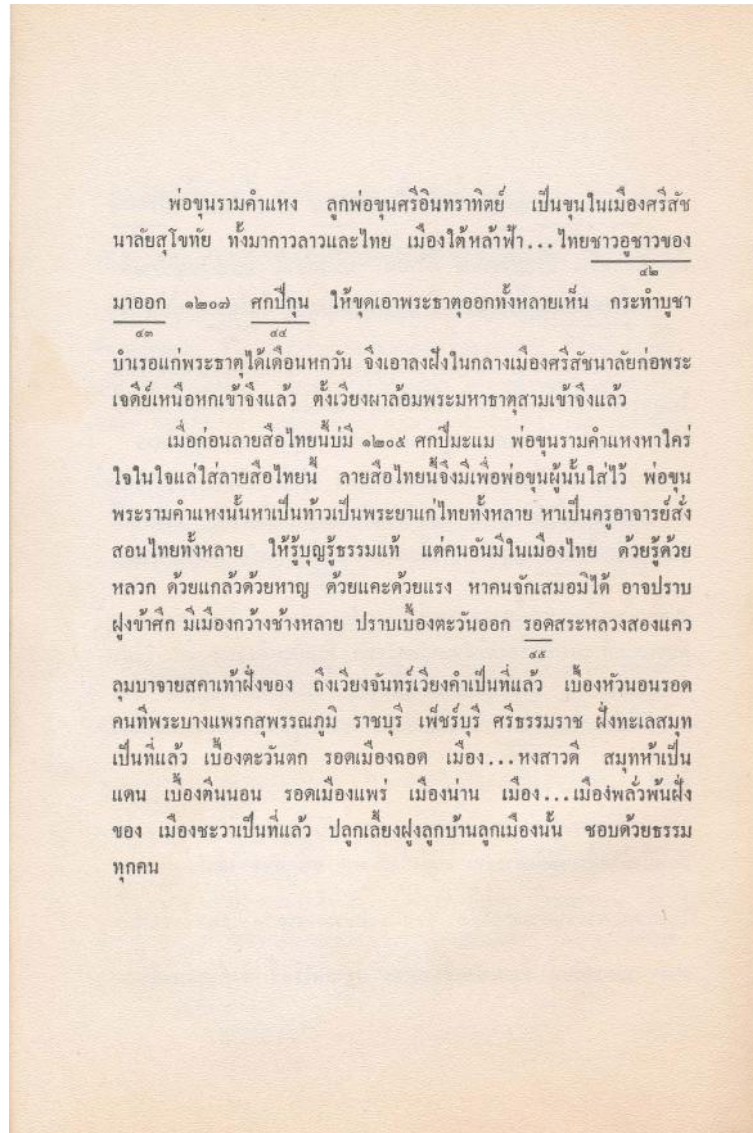 พ่อขุนรามคำแหง ลูกพ่อขุนศรีอินทราทิตย์ เป็นขุนในเมืองศรีสัช
นาลัยสุโขทัย ทั้งมากาวลาวและไทย เมืองใต้หล้าฟ้า...ไทยชาวอูชาวของ
๔๒
มาออก ๑๒๐๗ ศกปีกุน ให้ขุดเอาพระธาตุออกทั้งหลายเห็น กระทำบูชา
๔๓ ๔๔
บำเรอแก่พระธาตุได้เดือนหกวัน จึงเอาลงฝังในกลางเมืองศรีสัชนาลัยก่อพระ
เจดีย์เหนือหกเข้าจึงแล้ว ตั้งเวียงผาล้อมพระมหาธาตุสามเข้าจึงแล้ว
เมื่อก่อนลายสือไทยนี้บ่มี ๑๒๐๕ ศกปีมะแม พ่อขุนรามคำแหงหาใคร่
ใจในใจแล่ใส่ลายสือไทยนี้ ลายสือไทยนี้จึงมีเพื่อพ่อขุนผู้นั้นใส่ไว้ พ่อขุน
พระรามคำแหงนั้นหาเป็นท้าวเป็นพระยาแก่ไทยทั้งหลาย หาเป็นครูอาจารย์สั่ง
สอนไทยทั้งหลาย ให้รู้บุญรู้ธรรมแท้ แต่คนอันมีในเมืองไทย ด้วยรู้ด้วย
หลวก ด้วยแกล้วด้วยหาญ ด้วยแคะด้วยแรง หาคนจักเสมอมิได้ อาจปราบ
ฝูงข้าศึก มีเมืองกว้างช้างหลาย ปราบเบื้องตะวันออก รอดสระหลวงสองแคว
๔๕
ลุมบาจายสคาเท้าฝั่งของ ถึงเวียงจันทร์เวียงคำเป็นที่แล้ว เบื้องหัวนอนรอด
คนทีพระบางแพรกสุพรรณภูมิ ราชบุรี เพ็ชร์บุรี ศรีธรรมราช ฝั่งทะเลสมุท
เป็นที่แล้ว เบื้องตะวันตก รอดเมืองฉอด เมือง...หงสาวดี สมุทห้าเป็น
แดน เบื้องตีนนอน รอดเมืองแพร่ เมืองน่าน เมือง...เมืองพลั่วพ้นฝั่ง
ของ เมืองชะวาเป็นที่แล้ว ปลูกเลี้ยงฝูงลูกบ้านลูกเมืองนั้น ชอบด้วยธรรม
ทุกคน